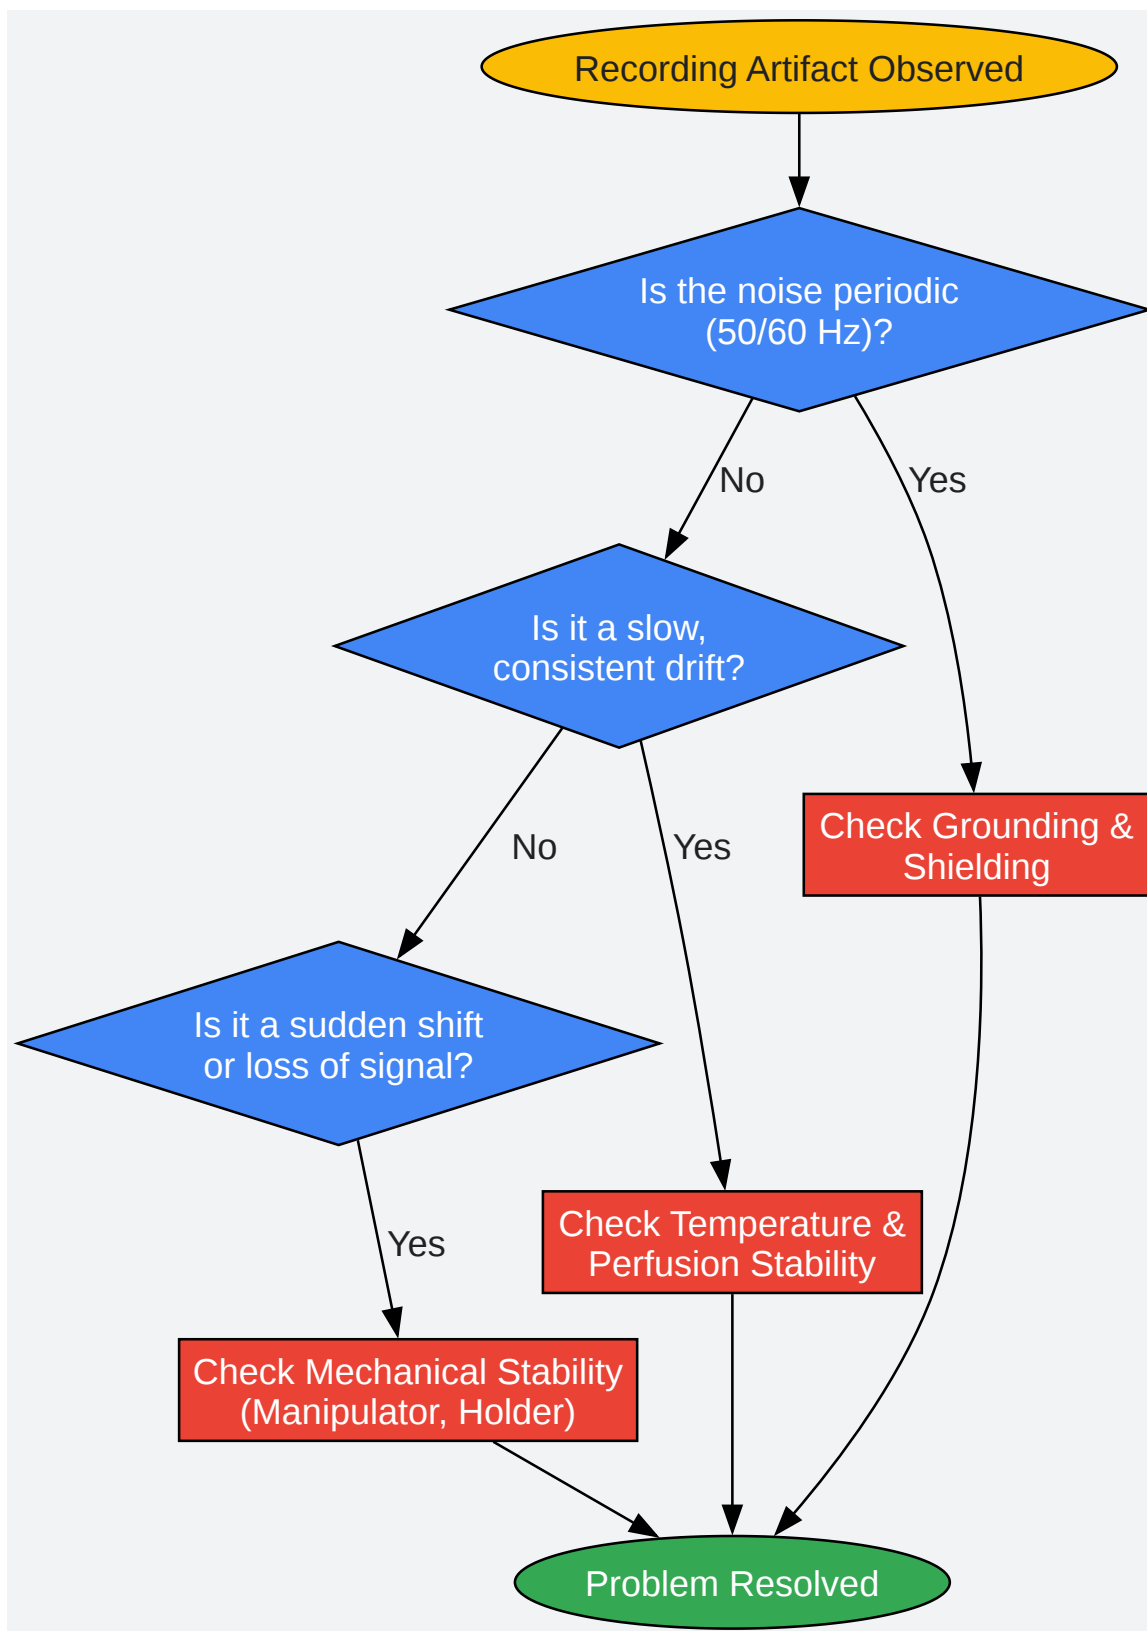 Recording Artifact Observed
Is the noise periodic
(50/60 Hz)?
No
Yes
Is it a slow,
consistent drift?
No
Yes
Check Grounding &
Shielding
Is it a sudden shift
or loss of signal?
Yes
Check Temperature &
Perfusion Stability
Check Mechanical Stability
(Manipulator, Holder)
Problem Resolved